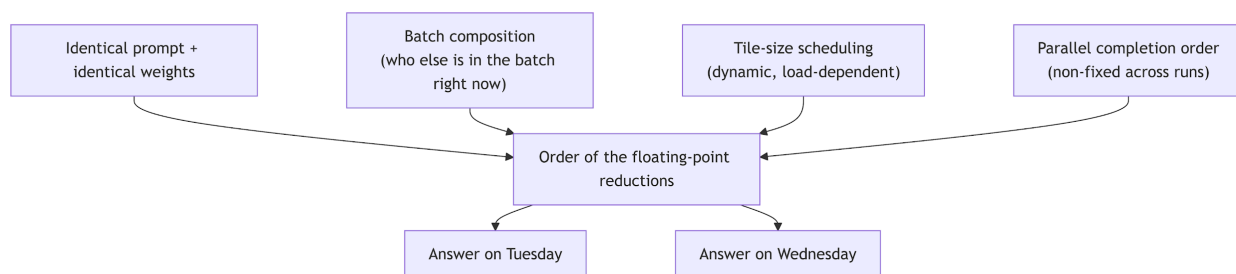 Identical prompt +
identical weights
Batch composition
(who else is in the batch
right now)
Tile-size scheduling
(dynamic, load-dependent)
Parallel completion order
(non-fixed across runs)
Order of the floating-point
reductions
Answer on Tuesday
Answer on Wednesday